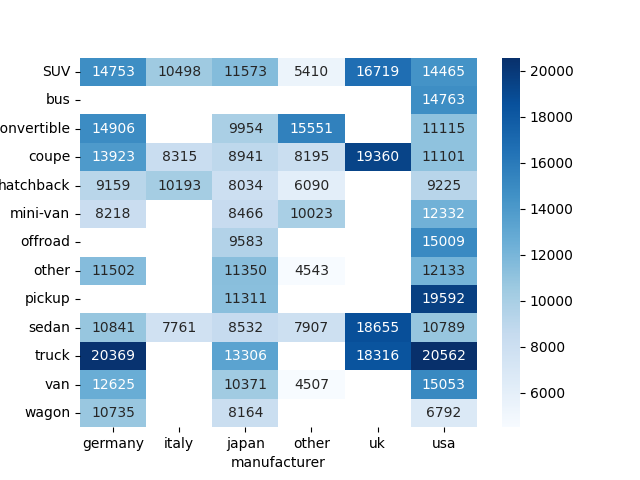 SUV 14753 10498 11573 5410 16719 14465
bus 14763
onvertible 14906 9954 15551 11115
coupe 13923 8315 8941 8195 19360 11101
hatchback 9159 10193 8034 6090 9225
mini-van 8218 8466 10023 12332
offroad 9583 15009
other 11502 11350 4543 12133
pickup 11311 19592
sedan 10841 7761 8532 7907 18655 10789
truck 20369 13306 18316 20562
van 12625 10371 4507 15053
wagon 10735 8164 6792
germany italy japan other uk usa
manufacturer
20000
18000
16000
14000
12000
10000
8000
6000